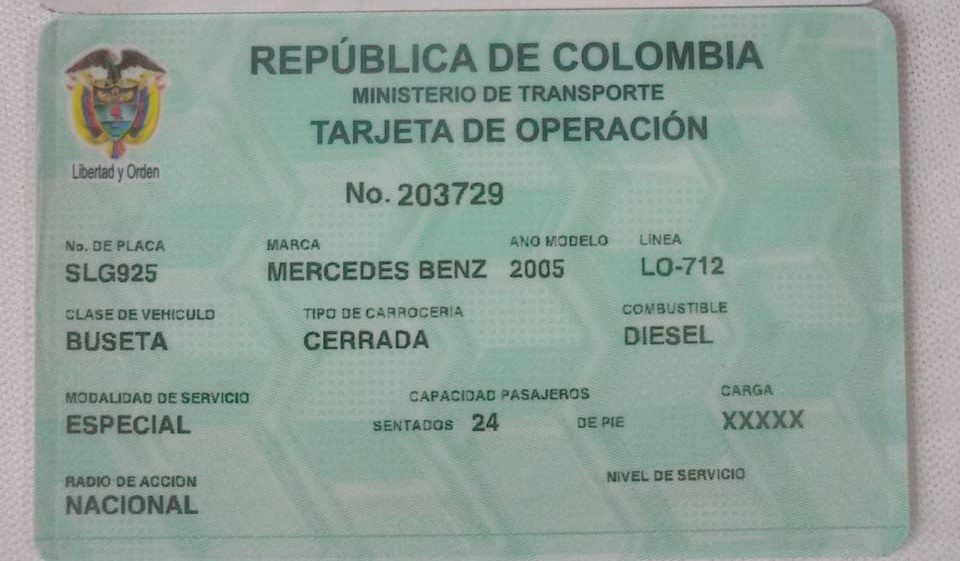 REPÚBLICA DE COLOMBIA
MINISTERIO DE TRANSPORTE
TARJETA DE OPERACIÓN
Libertad y Orden
No. 203729
No. DE PLACA MARCA ANO MODELO LÍNEA
SLG925 MERCEDES BENZ 2005 LO-712
CLASE DE VEHICULO TIPO DE CARROCERIA COMBUSTIBLE
BUSETA CERRADA DIESEL
MODALIDAD DE SERVICIO CAPACIDAD PASAJEROS CARGA
ESPECIAL SENTADOS 24 DE PIE XXXXX
RADIO DE ACCION NIVEL DE SERVICIO
NACIONAL